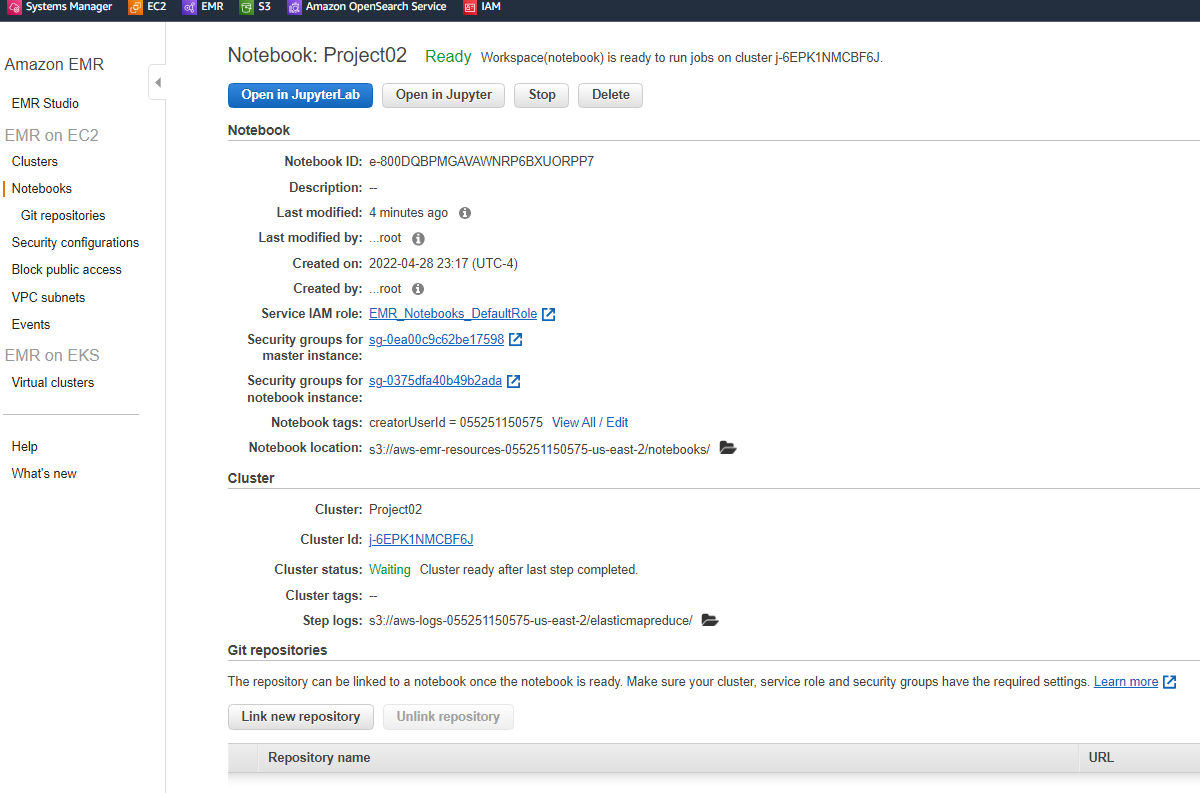 Systems Manager EC2 EMR S3 Amazon OpenSearch Service IAM
Amazon EMR
EMR Studio
EMR on EC2
Clusters
Notebooks
Git repositories
Security configurations
Block public access
VPC subnets
Events
EMR on EKS
Virtual clusters
Help
What's new
Notebook: Project02 Ready Workspace(notebook) is ready to run jobs on cluster j-6EPK1NMCBF6J.
Open in JupyterLab Open in Jupyter Stop Delete
Notebook
Notebook ID: e-800DQBPMGAVAWNRP6BXUORPP7
Description: --
Last modified: 4 minutes ago
Last modified by: ...root
Created on: 2022-04-28 23:17 (UTC-4)
Created by: ...root
Service IAM role: EMR_Notebooks_DefaultRole
Security groups for sg-0ea00c9c62be17598
master instance:
Security groups for sg-0375dfa40b49b2ada
notebook instance:
Notebook tags: creatorUserId = 055251150575 View All / Edit
Notebook location: s3://aws-emr-resources-055251150575-us-east-2/notebooks/
Cluster
Cluster: Project02
Cluster Id: j-6EPK1NMCBF6J
Cluster status: Waiting Cluster ready after last step completed.
Cluster tags: --
Step logs: s3://aws-logs-055251150575-us-east-2/elasticmapreduce/
Git repositories
The repository can be linked to a notebook once the notebook is ready. Make sure your cluster, service role and security groups have the required settings. Learn more
Link new repository Unlink repository
Repository name URL